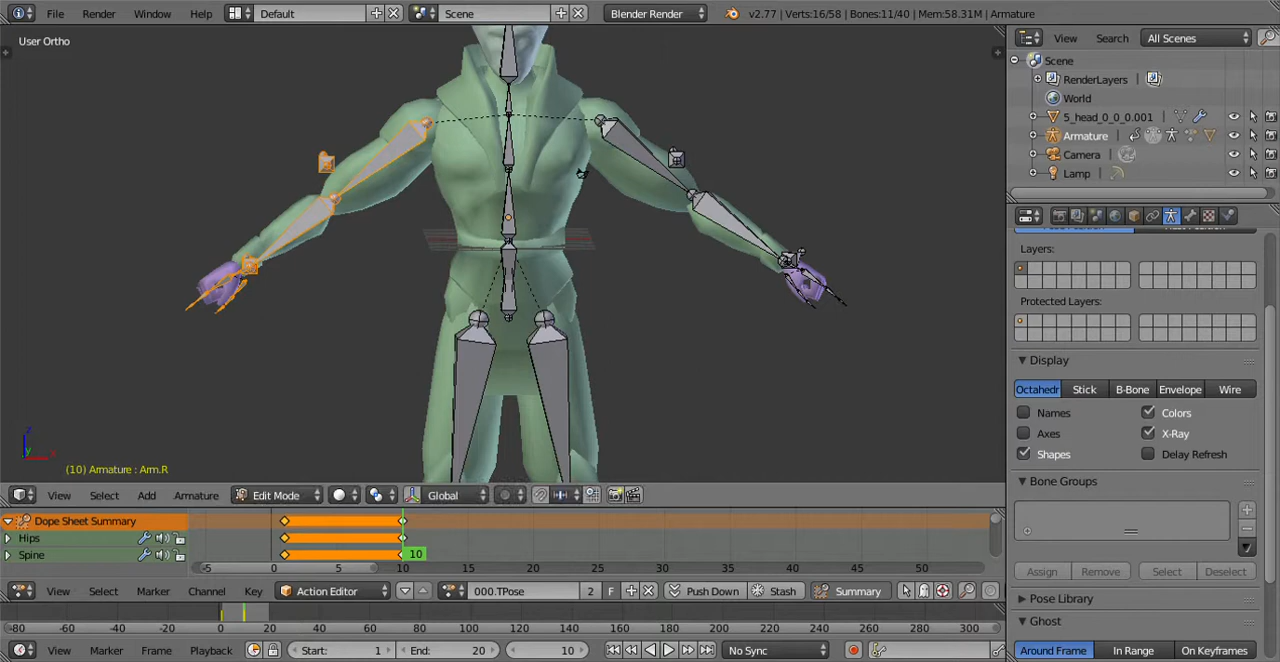 File Render Window Help Default Scene Blender Render v2.77 | Verts:16/58 | Bones:11/40 | Mem:58.31M | Armature
User Ortho
View Search All Scenes
Scene
RenderLayers
World
5_head_0_0_0.001
Armature
Camera
Lamp
Layers:
Protected Layers:
Display
Octahedr Stick B-Bone Envelope Wire
Names Colors
Axes X-Ray
Shapes Delay Refresh
(10) Armature : Arm.R
Bone Groups
View Select Add Armature Edit Mode Global
Dope Sheet Summary
Hips
Spine
10
-5 0 5 10 15 20 25 30 35 40 45 50
Assign Remove Select Deselect
View Select Marker Channel Key Action Editor 000.TPose 2 F Push Down Stash Summary
Pose Library
Ghost
-80 -60 -40 -20 0 20 40 60 80 100 120 140 160 180 200 220 240 260 280 300
View Marker Frame Playback Start: 1 End: 20 10 No Sync
Around Frame In Range On Keyframes